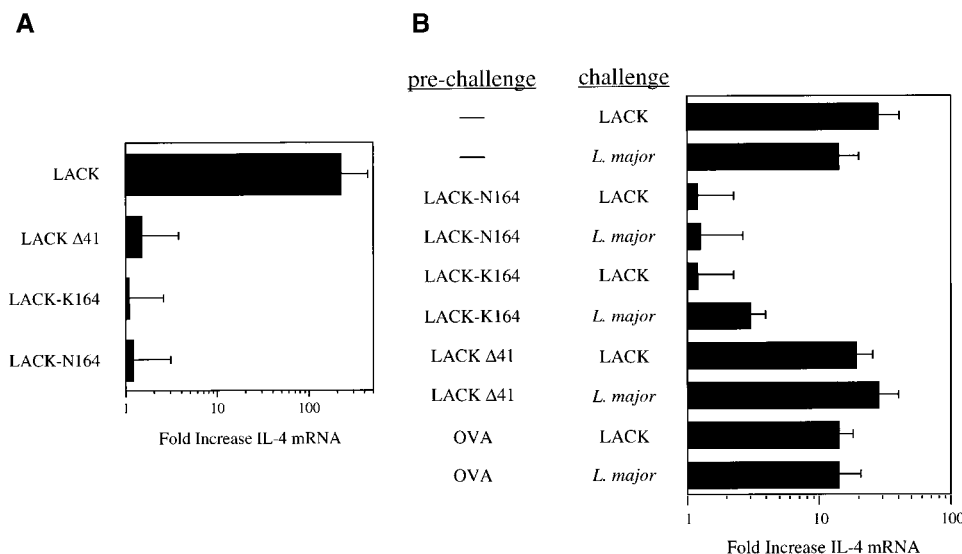 A
LACK
LACK Δ41
LACK-K164
LACK-N164
1 10 100
Fold Increase IL-4 mRNA
B
pre-challenge challenge
— LACK
— L. major
LACK-N164 LACK
LACK-N164 L. major
LACK-K164 LACK
LACK-K164 L. major
LACK Δ41 LACK
LACK Δ41 L. major
OVA LACK
OVA L. major
1 10 100
Fold Increase IL-4 mRNA